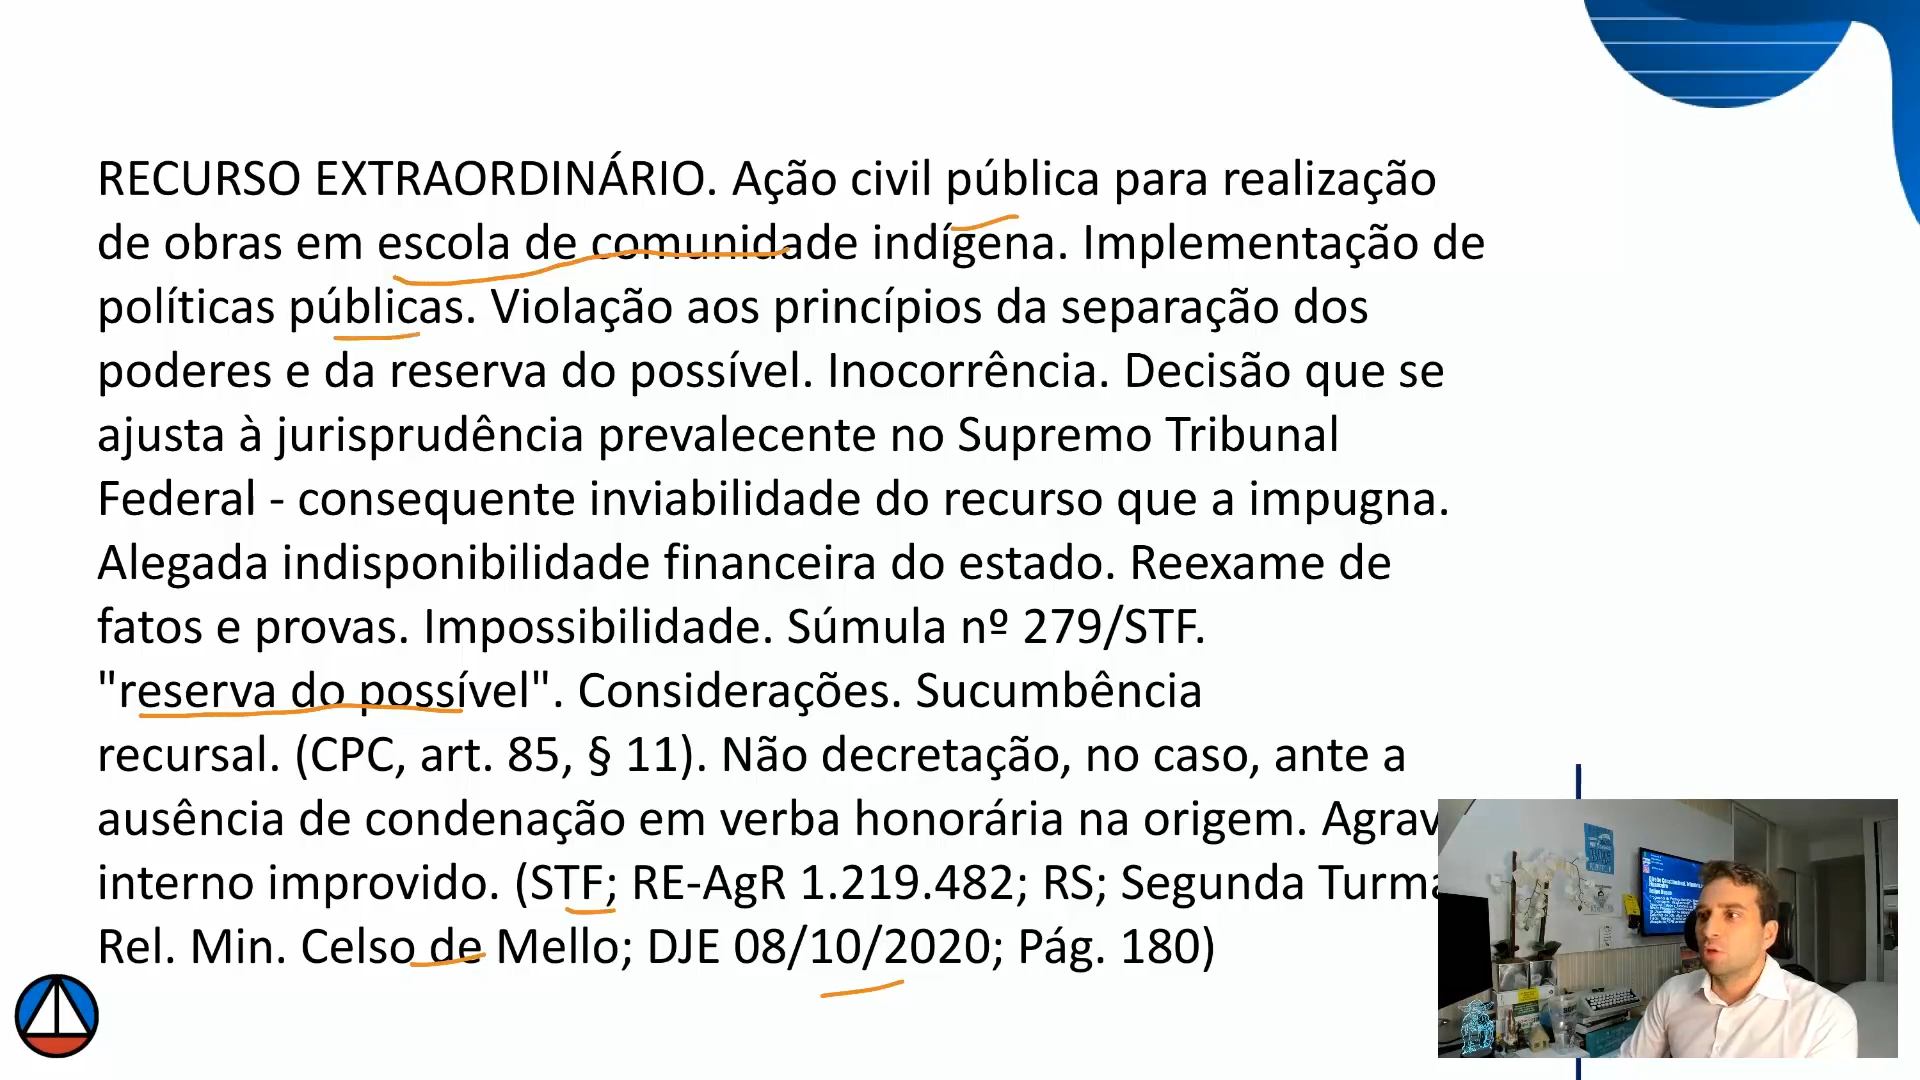 RECURSO EXTRAORDINÁRIO. Ação civil pública para realização
de obras em escola de comunidade indígena. Implementação de
políticas públicas. Violação aos princípios da separação dos
poderes e da reserva do possível. Inocorrência. Decisão que se
ajusta à jurisprudência prevalecente no Supremo Tribunal
Federal - consequente inviabilidade do recurso que a impugna.
Alegada indisponibilidade financeira do estado. Reexame de
fatos e provas. Impossibilidade. Súmula nº 279/STF.
"reserva do possível". Considerações. Sucumbência
recursal. (CPC, art. 85, § 11). Não decretação, no caso, ante a
ausência de condenação em verba honorária na origem. Agrav
interno improvido. (STF; RE-AgR 1.219.482; RS; Segunda Turma
Rel. Min. Celso de Mello; DJE 08/10/2020; Pág. 180)